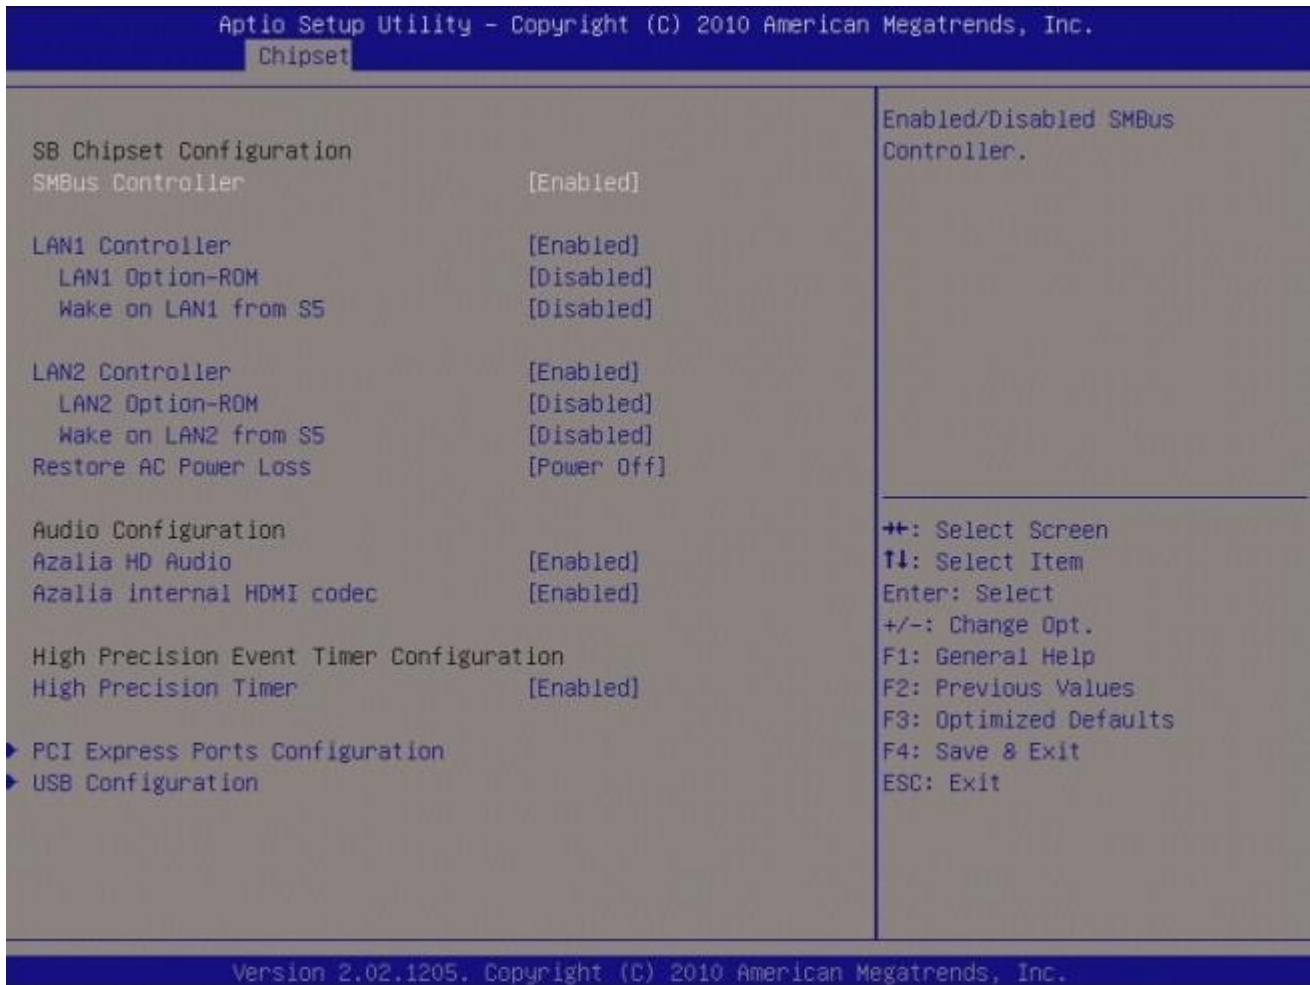 Aptio Setup Utility – Copyright (C) 2010 American Megatrends, Inc.
Chipset
SB Chipset Configuration
SMBus Controller [Enabled]
LAN1 Controller [Enabled]
LAN1 Option-ROM [Disabled]
Wake on LAN1 from S5 [Disabled]
LAN2 Controller [Enabled]
LAN2 Option-ROM [Disabled]
Wake on LAN2 from S5 [Disabled]
Restore AC Power Loss [Power Off]
Audio Configuration
Azalia HD Audio [Enabled]
Azalia internal HDMI codec [Enabled]
High Precision Event Timer Configuration
High Precision Timer [Enabled]
PCI Express Ports Configuration
USB Configuration
Enabled/Disabled SMBus
Controller.
→←: Select Screen
↑↓: Select Item
Enter: Select
+/-: Change Opt.
F1: General Help
F2: Previous Values
F3: Optimized Defaults
F4: Save & Exit
ESC: Exit
Version 2.02.1205. Copyright (C) 2010 American Megatrends, Inc.